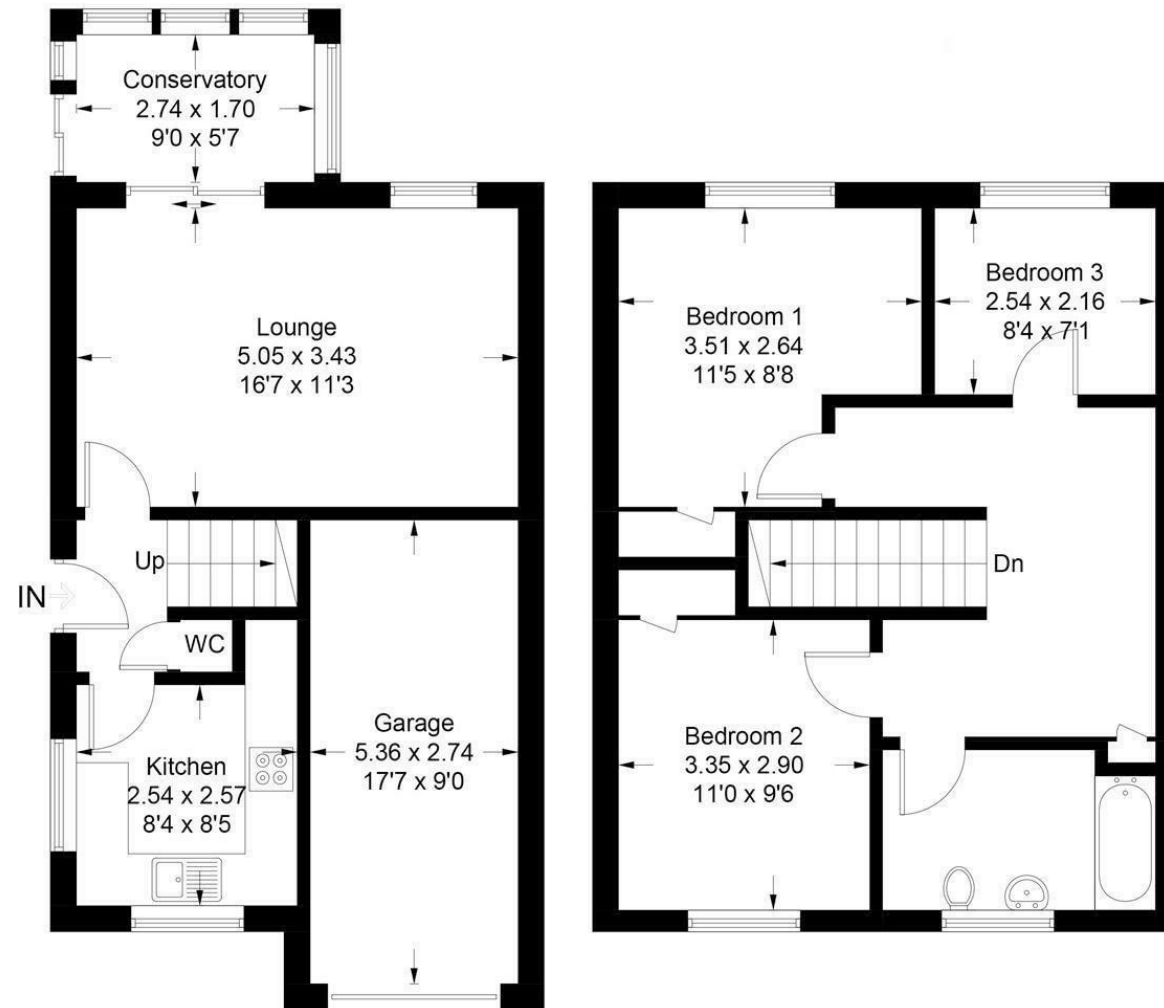 Conservatory
2.74 x 1.70
9'0 x 5'7
Lounge
5.05 x 3.43
16'7 x 11'3
Up
IN
WC
Kitchen
2.54 x 2.57
8'4 x 8'5
Garage
5.36 x 2.74
17'7 x 9'0
Bedroom 1
3.51 x 2.64
11'5 x 8'8
Bedroom 3
2.54 x 2.16
8'4 x 7'1
Dn
Bedroom 2
3.35 x 2.90
11'0 x 9'6